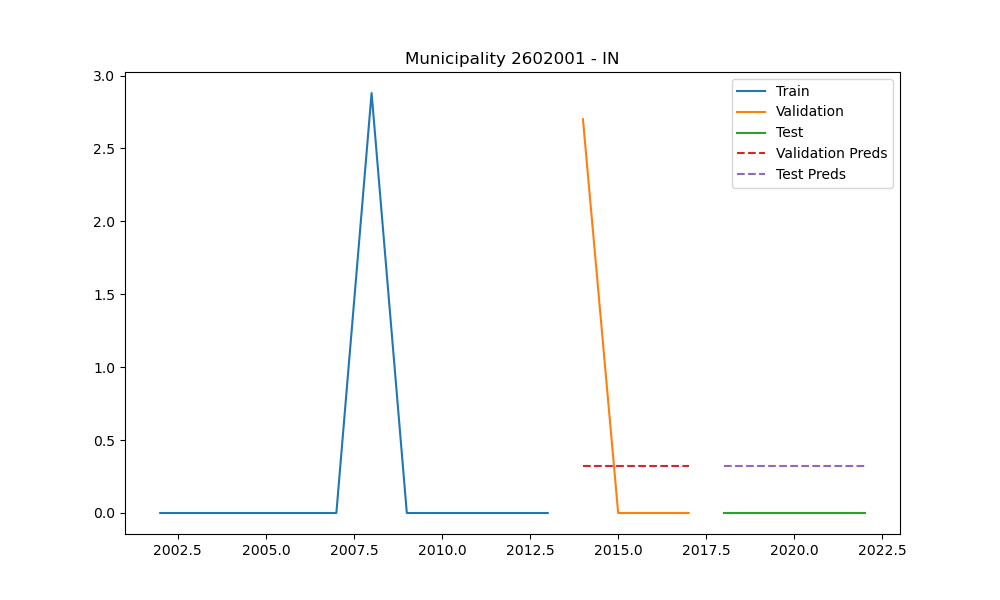 Municipality 2602001 - IN
3.0
2.5
2.0
1.5
1.0
0.5
0.0
2002.5 2005.0 2007.5 2010.0 2012.5 2015.0 2017.5 2020.0 2022.5
Train
Validation
Test
Validation Preds
Test Preds